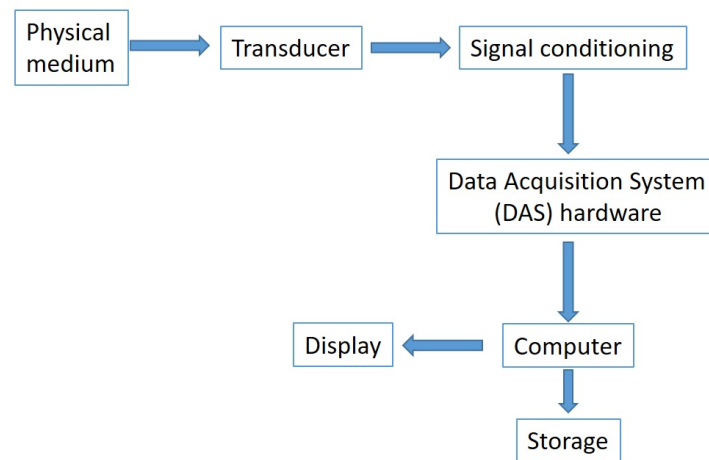 Physical
medium
Transducer
Signal conditioning
Data Acquisition System
(DAS) hardware
Display
Computer
Storage